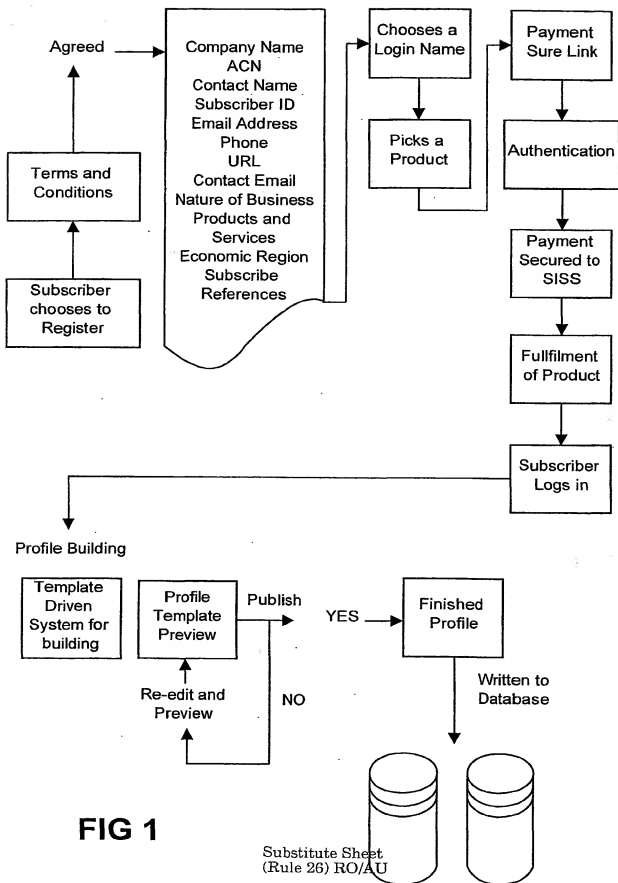 Agreed
Terms and
Conditions
Subscriber
chooses to
Register
Company Name
ACN
Contact Name
Subscriber ID
Email Address
Phone
URL
Contact Email
Nature of Business
Products and
Services
Economic Region
Subscribe
References
Chooses a
Login Name
Picks a
Product
Payment
Sure Link
Authentication
Payment
Secured to
SISS
Fullfilment
of Product
Subscriber
Logs in
Profile Building
Template
Driven
System for
building
Profile
Template
Preview
Publish
YES
Finished
Profile
Re-edit and
Preview
NO
Written to
Database
FIG 1
Substitute Sheet
(Rule 26) RO/AU